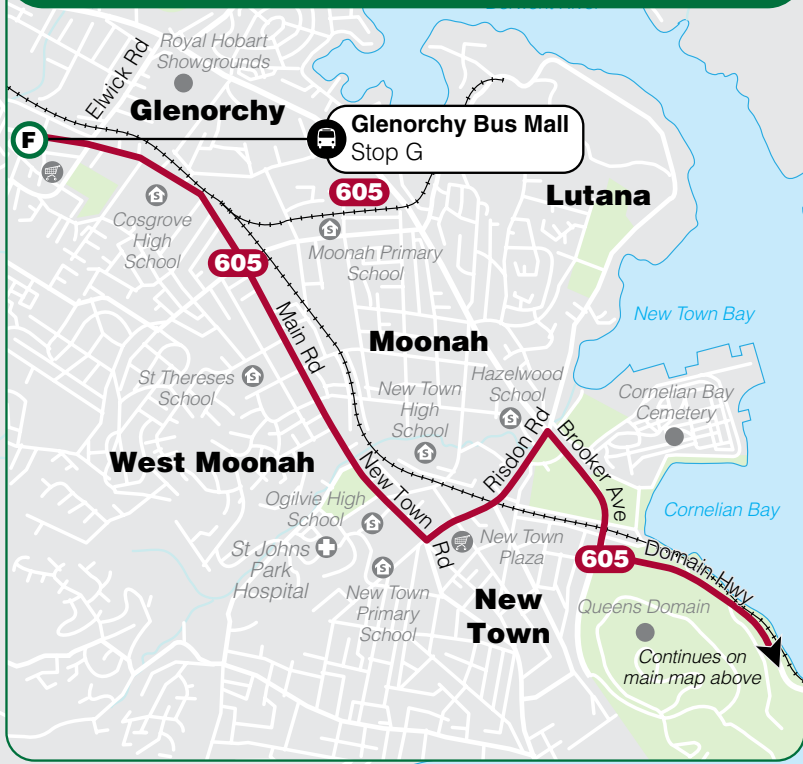 Elwick Rd
Royal Hobart
Showgrounds
Glenorchy
F
Glenorchy Bus Mall
Stop G
605
Lutana
S
Cosgrove
High
School
S
Moonah Primary
School
605
Main Rd
New Town Bay
Moonah
St Thereses
School
S
New Town
High
School
S
Hazelwood
School
S
Cornelian Bay
Cemetery
Risdon Rd
Brooker Ave
West Moonah
New Town
Rd
Ogilvie High
School
S
Cornelian Bay
St Johns
Park
Hospital
New Town
Plaza
S
New Town
Primary
School
605
Domain Hwy
New
Town
Queens Domain
Continues on
main map above